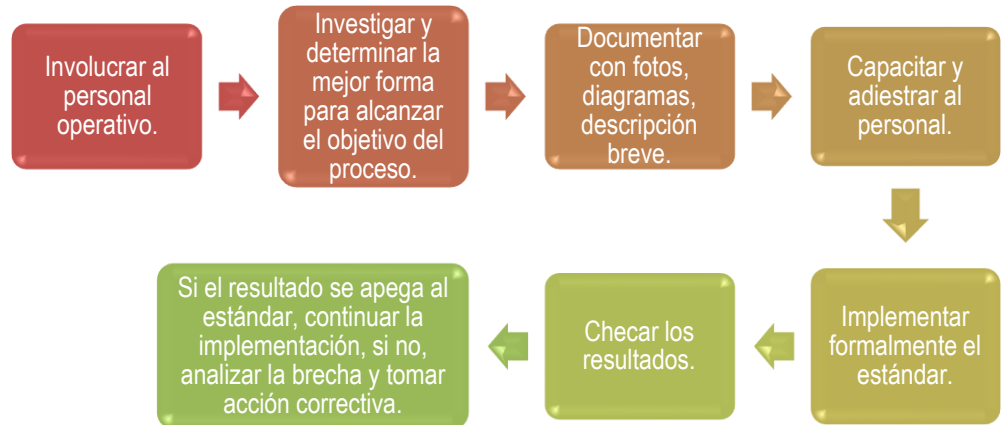 Involucrar al
personal
operativo.
Investigar y
determinar la
mejor forma
para alcanzar
el objetivo del
proceso.
Documentar
con fotos,
diagramas,
descripción
breve.
Capacitar y
adiestrar al
personal.
Implementar
formalmente el
estándar.
Checar los
resultados.
Si el resultado se apega al
estándar, continuar la
implementación, si no,
analizar la brecha y tomar
acción correctiva.